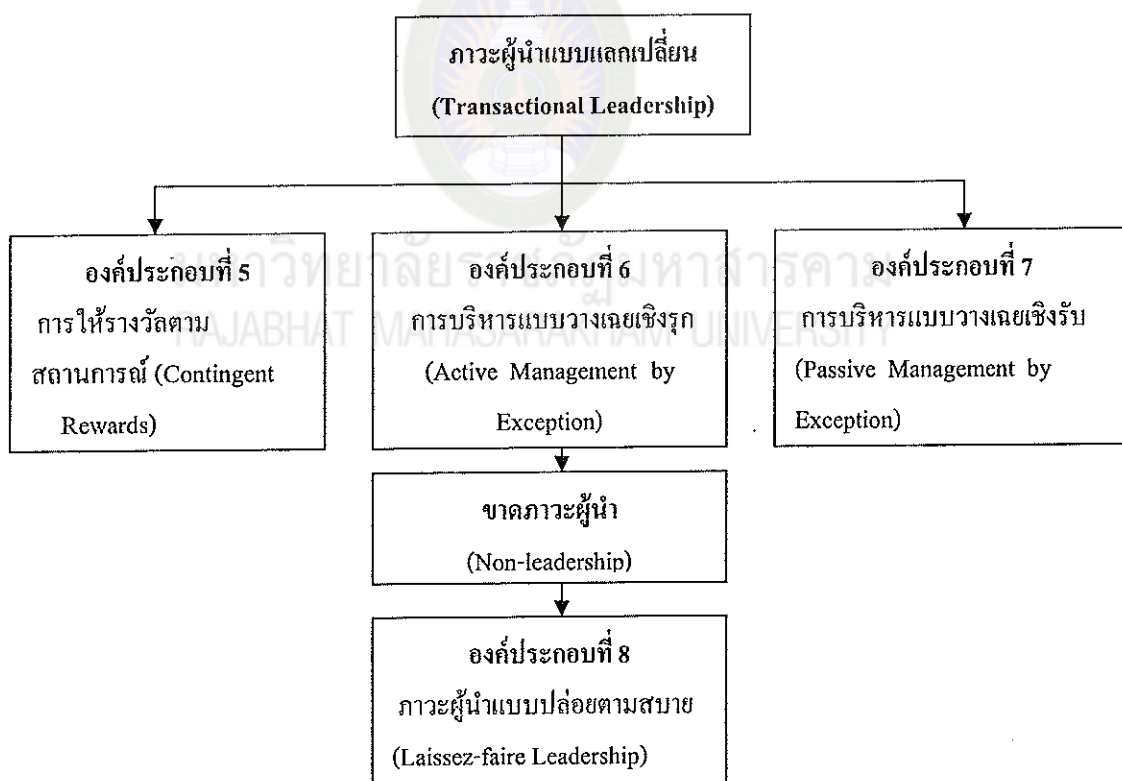 ภาวะผู้นำแบบแลกเปลี่ยน
(Transactional Leadership)
องค์ประกอบที่ 5
การให้รางวัลตาม
สถานการณ์ (Contingent
Rewards)
องค์ประกอบที่ 6
การบริหารแบบวางเฉยเชิงรุก
(Active Management by
Exception)
องค์ประกอบที่ 7
การบริหารแบบวางเฉยเชิงรับ
(Passive Management by
Exception)
มหาวิทยาลัยราชภัฏมหาสารคาม
RAJABHAT MAHASARAKHAM UNIVERSITY
ขาดภาวะผู้นำ
(Non-leadership)
องค์ประกอบที่ 8
ภาวะผู้นำแบบปล่อยตามสบาย
(Laissez-faire Leadership)